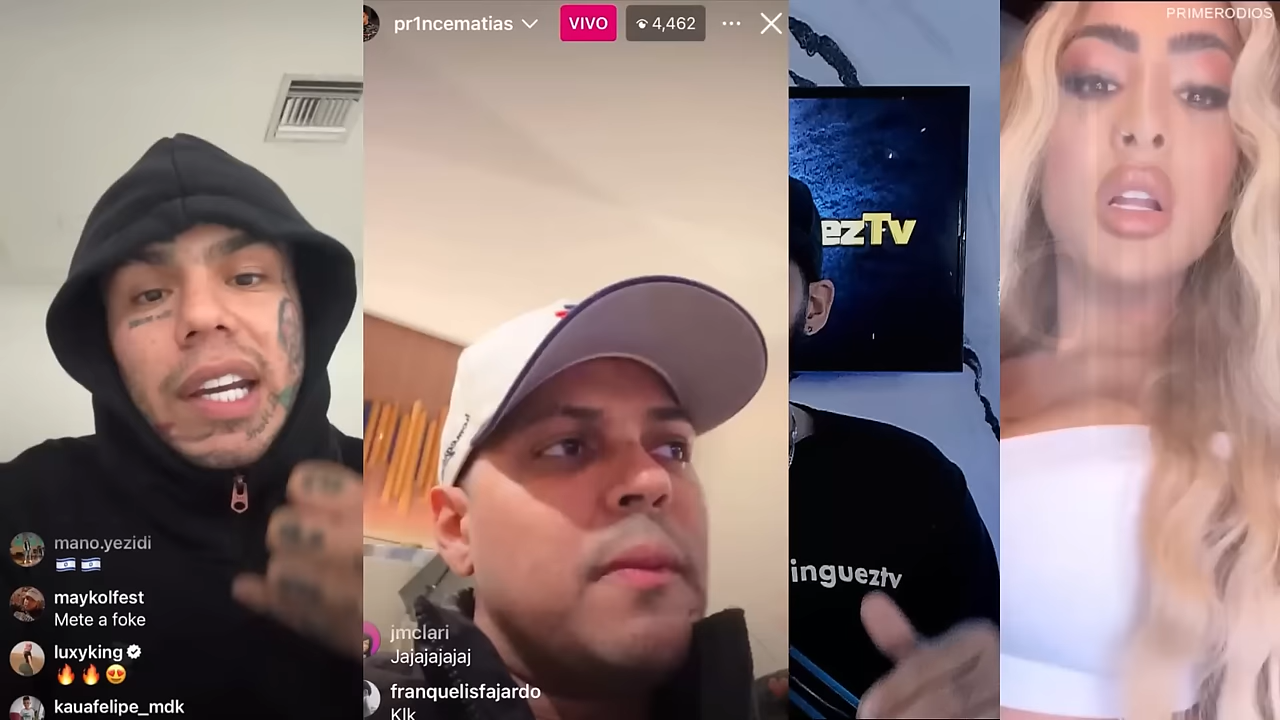 mano.yezidi
🇮🇱 🇮🇱
maykolfest
Mete a foke
luxyking
🔥🔥😍
kauafelipe_mdk
pr1ncematias
VIVO
4,462
jmclari
Jajajajajaj
franquelisfajardo
Klk
ezTv
ingueztv
PRIMERODIOS